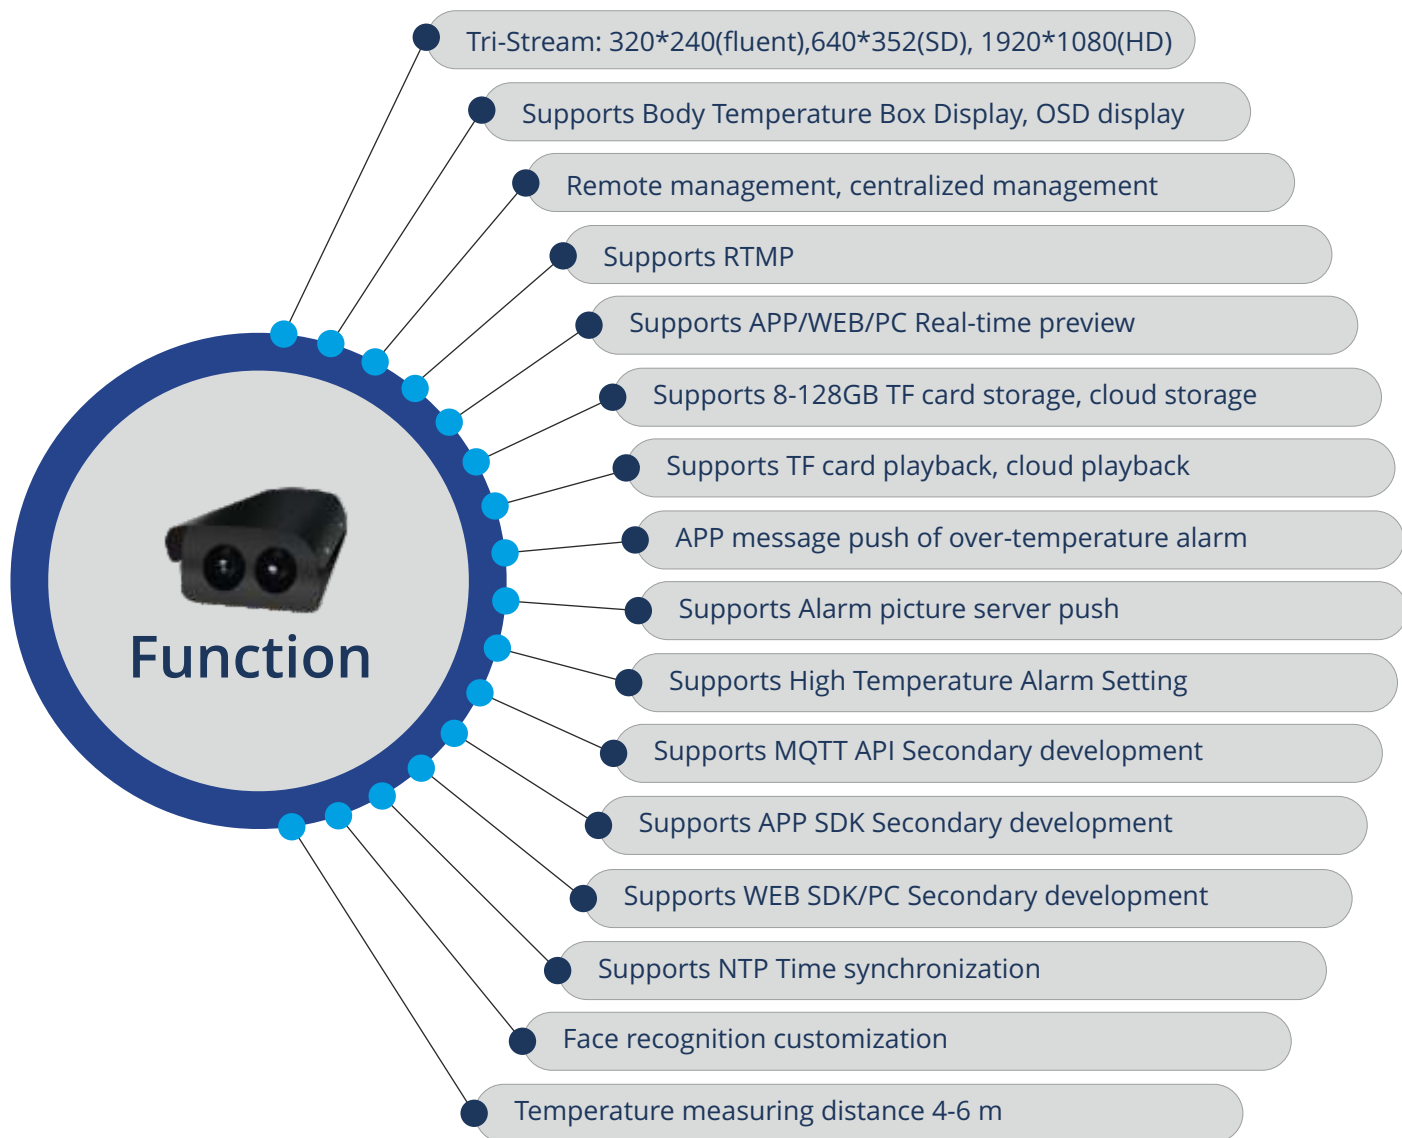 Tri-Stream: 320*240(fluent),640*352(SD), 1920*1080(HD)
Supports Body Temperature Box Display, OSD display
Remote management, centralized management
Supports RTMP
Supports APP/WEB/PC Real-time preview
Supports 8-128GB TF card storage, cloud storage
Supports TF card playback, cloud playback
APP message push of over-temperature alarm
Supports Alarm picture server push
Function
Supports High Temperature Alarm Setting
Supports MQTT API Secondary development
Supports APP SDK Secondary development
Supports WEB SDK/PC Secondary development
Supports NTP Time synchronization
Face recognition customization
Temperature measuring distance 4-6 m